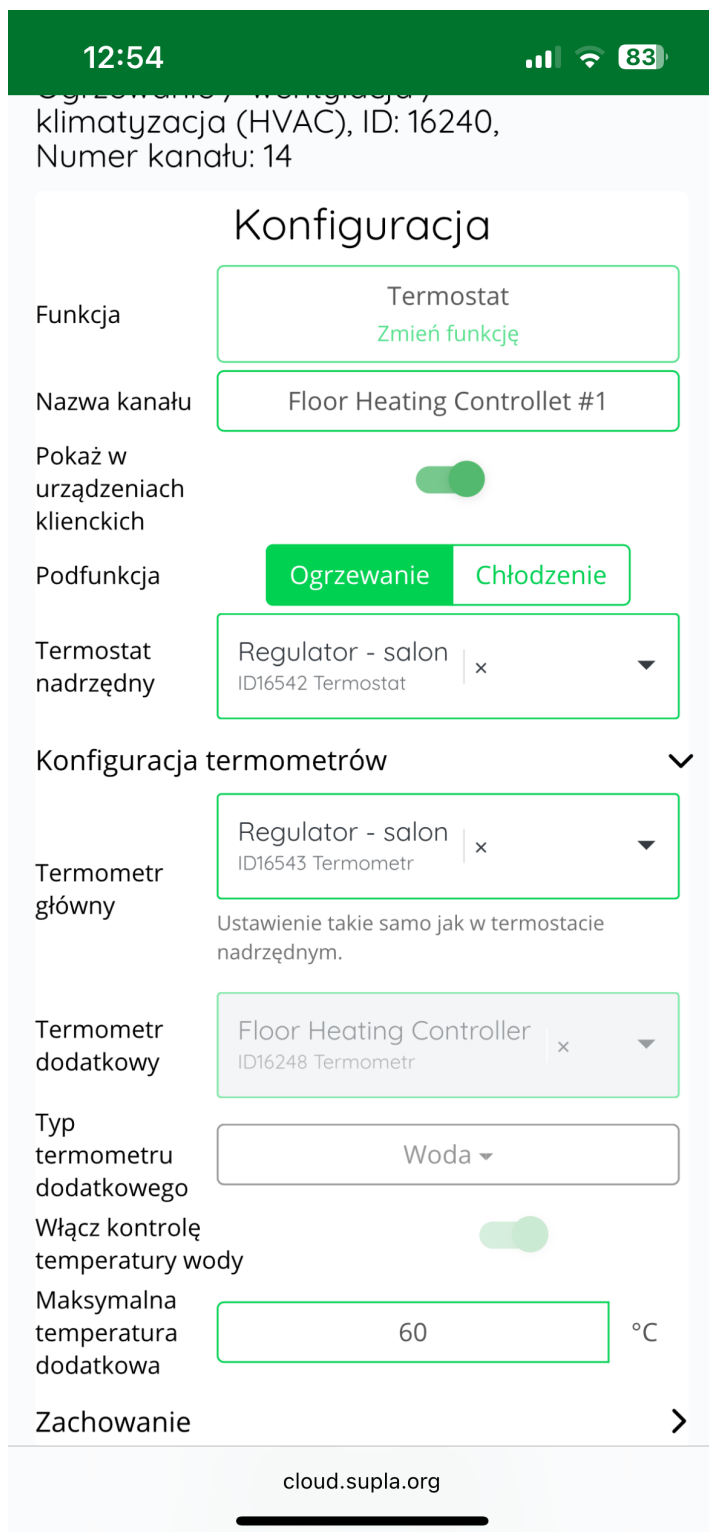 12:54
83
Ogrzewanie / wentylacja /
klimatyzacja (HVAC), ID: 16240,
Numer kanału: 14
Konfiguracja
Funkcja
Termostat
Zmień funkcję
Nazwa kanału
Floor Heating Controllet #1
Pokaż w
urządzeniach
klienckich
Podfunkcja
Ogrzewanie
Chłodzenie
Termostat
nadrzędny
Regulator - salon
ID16542 Termostat
Konfiguracja termometrów
Termometr
główny
Regulator - salon
ID16543 Termometr
Ustawienie takie samo jak w termostacie
nadrzędnym.
Termometr
dodatkowy
Floor Heating Controller
ID16248 Termometr
Typ
termometru
dodatkowego
Woda
Włącz kontrolę
temperatury wody
Maksymalna
temperatura
dodatkowa
60
°C
Zachowanie
cloud.supla.org